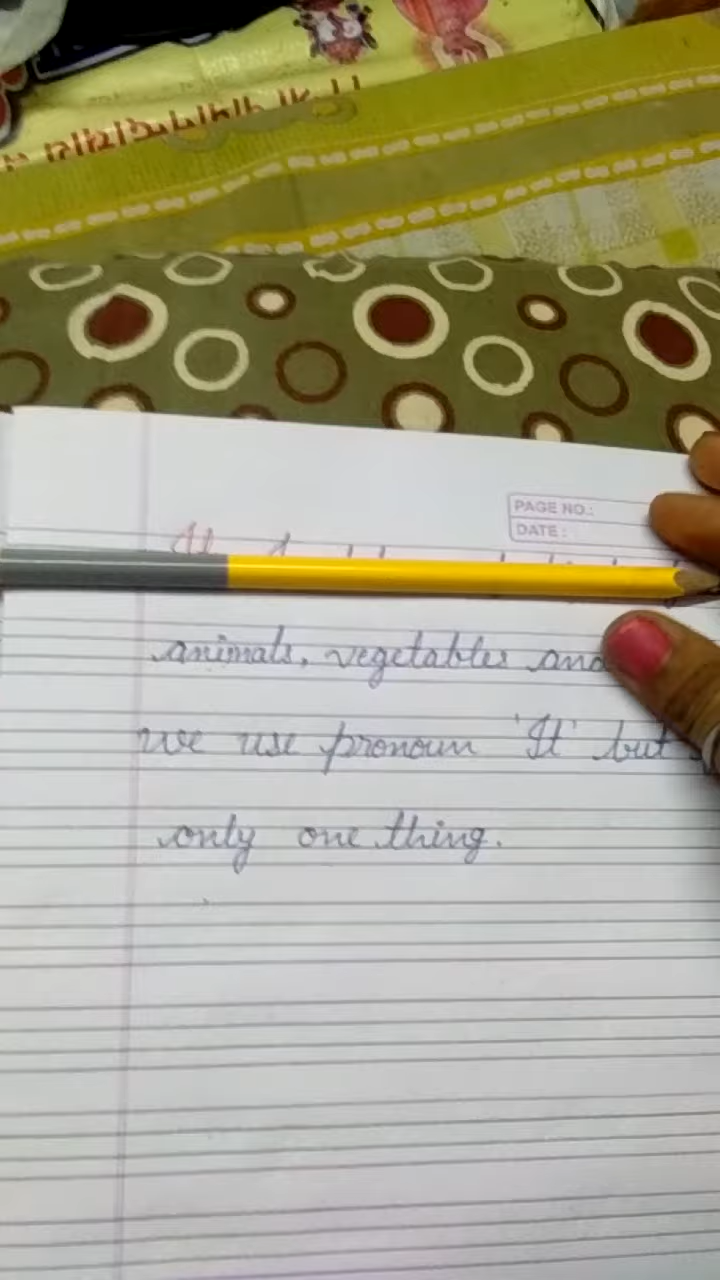 PAGE NO.:
DATE:
animals, vegetables and
we use pronoun 'It' but
only one thing.